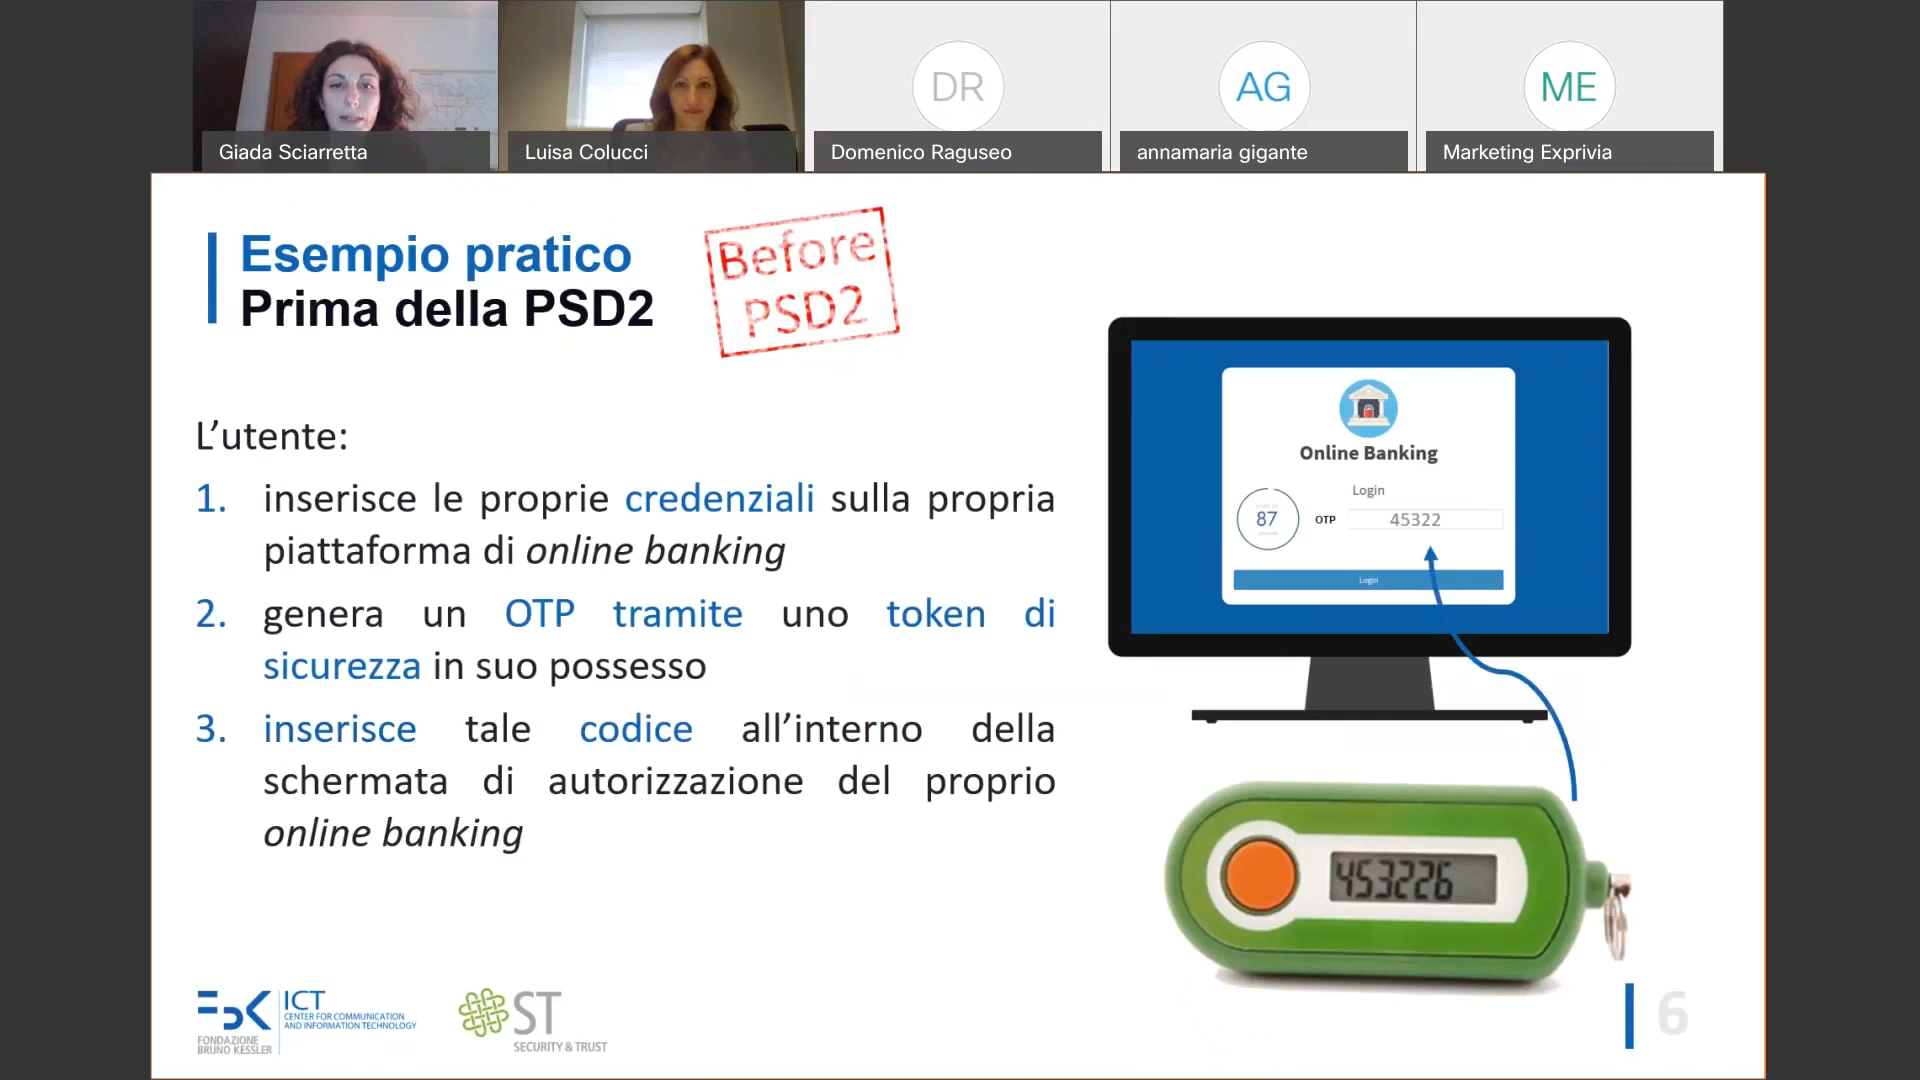 DR
AG
ME
Giada Sciarretta
Luisa Colucci
Domenico Raguseo
annamaria gigante
Marketing Exprivia
Esempio pratico
Prima della PSD2
Before
PSD2
L’utente:
1. inserisce le proprie credenziali sulla propria
piattaforma di online banking
2. genera un OTP tramite uno token di
sicurezza in suo possesso
3. inserisce tale codice all’interno della
schermata di autorizzazione del proprio
online banking
Online Banking
Login
87
OTP
45322
Login
453226
FBK
FONDAZIONE
BRUNO KESSLER
ICT
CENTER FOR COMMUNICATION
AND INFORMATION TECHNOLOGY
ST
SECURITY & TRUST
6